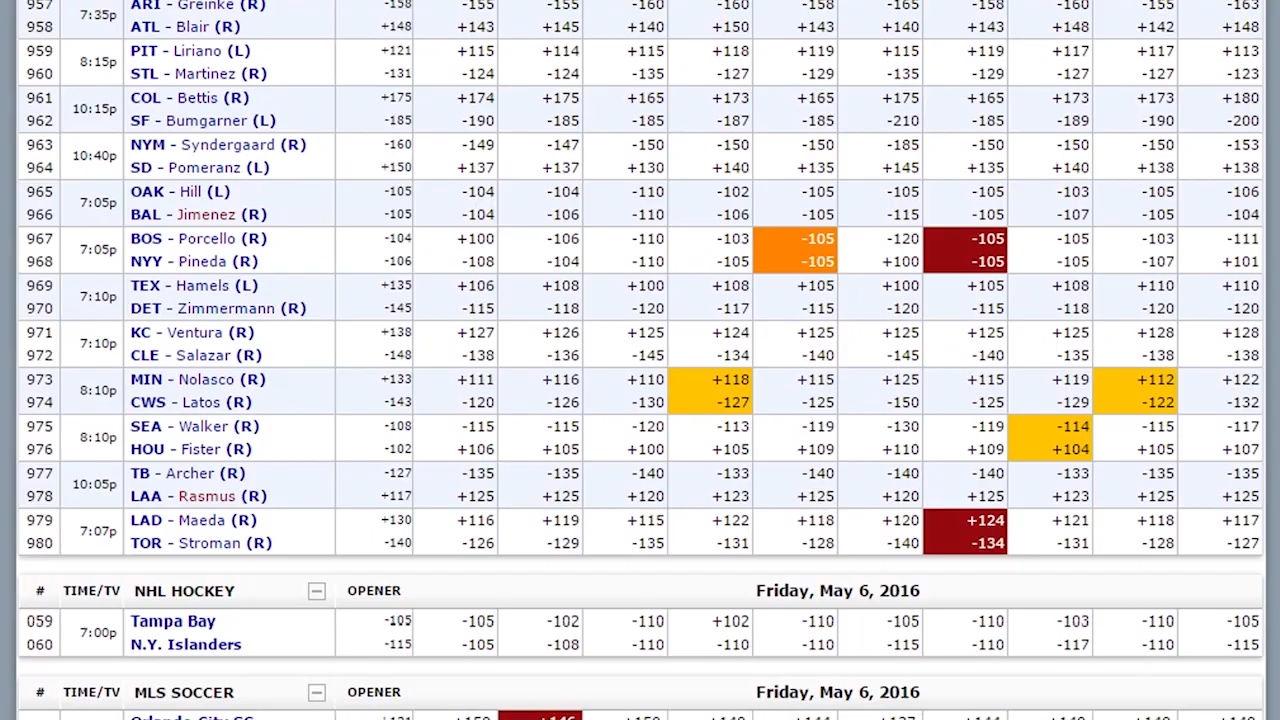 957 7:35p ARI - Greinke (R) -158 -155 -155 -160 -160 -158 -165 -158 -160 -155 -163
958 ATL - Blair (R) +148 +143 +145 +140 +150 +143 +140 +143 +148 +142 +148
959 8:15p PIT - Liriano (L) +121 +115 +114 +115 +118 +119 +115 +119 +117 +117 +113
960 STL - Martinez (R) -131 -124 -124 -135 -127 -129 -135 -129 -127 -127 -123
961 10:15p COL - Bettis (R) +175 +174 +175 +165 +173 +165 +175 +165 +173 +173 +180
962 SF - Bumgarner (L) -185 -190 -185 -185 -187 -185 -210 -185 -189 -190 -200
963 10:40p NYM - Syndergaard (R) -160 -149 -147 -150 -150 -150 -185 -150 -150 -150 -153
964 SD - Pomeranz (L) +150 +137 +137 +130 +140 +135 +145 +135 +140 +138 +138
965 7:05p OAK - Hill (L) -105 -104 -104 -110 -102 -105 -105 -105 -103 -105 -106
966 BAL - Jimenez (R) -105 -104 -106 -110 -106 -105 -115 -105 -107 -105 -104
967 7:05p BOS - Porcello (R) -104 +100 -106 -110 -103 -105 -120 -105 -105 -103 -111
968 NYY - Pineda (R) -106 -108 -104 -110 -105 -105 +100 -105 -105 -107 +101
969 7:10p TEX - Hamels (L) +135 +106 +108 +100 +108 +105 +100 +105 +108 +110 +110
970 DET - Zimmermann (R) -145 -115 -118 -120 -117 -115 -120 -115 -118 -120 -120
971 7:10p KC - Ventura (R) +138 +127 +126 +125 +124 +125 +125 +125 +125 +128 +128
972 CLE - Salazar (R) -148 -138 -136 -145 -134 -140 -145 -140 -135 -138 -138
973 8:10p MIN - Nolasco (R) +133 +111 +116 +110 +118 +115 +125 +115 +119 +112 +122
974 CWS - Latos (R) -143 -120 -126 -130 -127 -125 -150 -125 -129 -122 -132
975 8:10p SEA - Walker (R) -108 -115 -115 -120 -113 -119 -130 -119 -114 -115 -117
976 HOU - Fister (R) -102 +106 +105 +100 +105 +109 +110 +109 +104 +105 +107
977 10:05p TB - Archer (R) -127 -135 -135 -140 -133 -140 -140 -140 -133 -135 -135
978 LAA - Rasmus (R) +117 +125 +125 +120 +123 +125 +120 +125 +123 +125 +125
979 7:07p LAD - Maeda (R) +130 +116 +119 +115 +122 +118 +120 +124 +121 +118 +117
980 TOR - Stroman (R) -140 -126 -129 -135 -131 -128 -140 -134 -131 -128 -127
# TIME/TV NHL HOCKEY OPENER Friday, May 6, 2016
059 7:00p Tampa Bay -105 -105 -102 -110 +102 -110 -105 -110 -103 -110 -105
060 N.Y. Islanders -115 -105 -108 -110 -110 -110 -115 -110 -117 -110 -115
# TIME/TV MLS SOCCER OPENER Friday, May 6, 2016
Orlando City SC